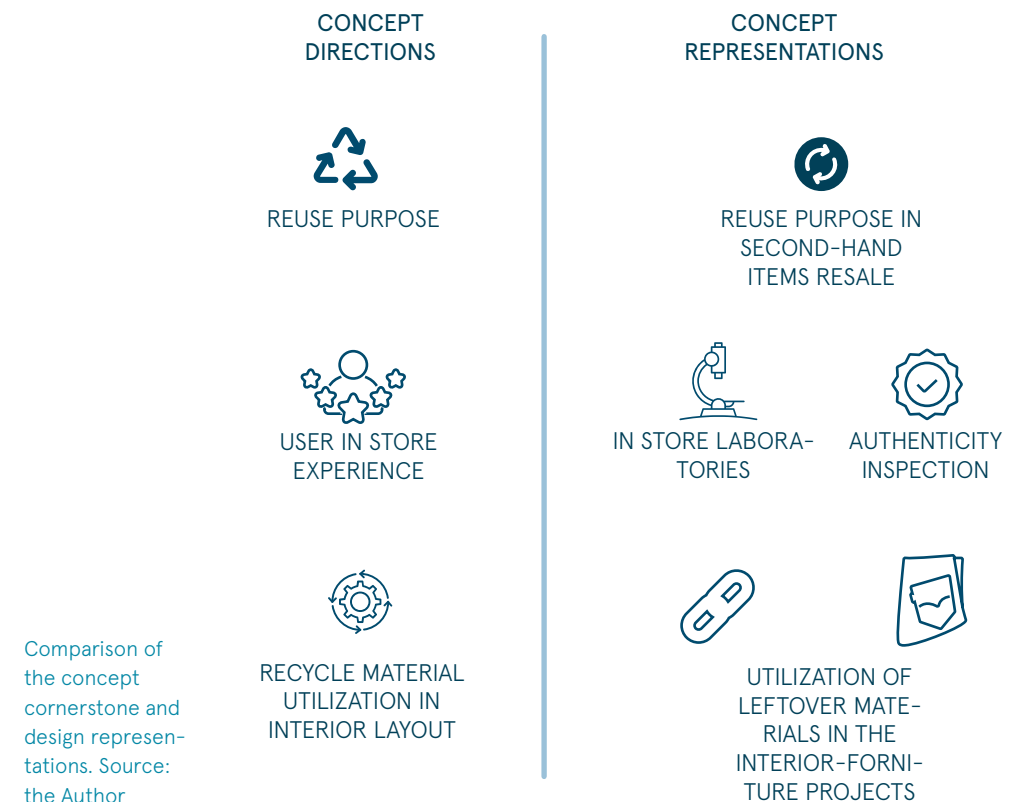 CONCEPT
DIRECTIONS
CONCEPT
REPRESENTATIONS
REUSE PURPOSE
REUSE PURPOSE IN
SECOND-HAND
ITEMS RESALE
USER IN STORE
EXPERIENCE
IN STORE LABORA-
TORIES
AUTHENTICITY
INSPECTION
RECYCLE MATERIAL
UTILIZATION IN
INTERIOR LAYOUT
UTILIZATION OF
LEFTOVER MATE-
RIALS IN THE
INTERIOR-FORNI-
TURE PROJECTS
Comparison of
the concept
cornerstone and
design represen-
tations. Source:
the Author